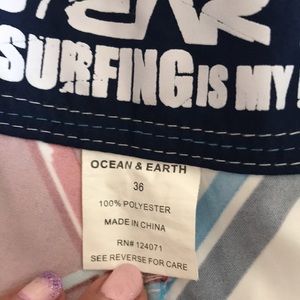 SURFING IS MY
OCEAN & EARTH
36
100% POLYESTER
MADE IN CHINA
RN# 124071
SEE REVERSE FOR CARE